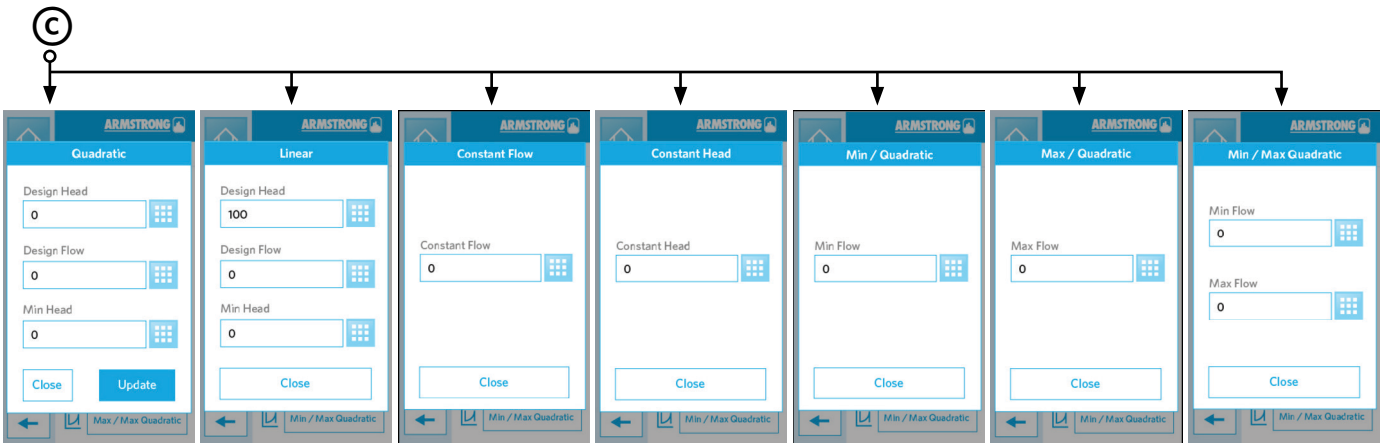 C
ARMSTRONG
Quadratic
Design Head
0
Design Flow
0
Min Head
0
Close
Update
Max / Max Quadratic
ARMSTRONG
Linear
Design Head
100
Design Flow
0
Min Head
0
Close
Min / Max Quadratic
ARMSTRONG
Constant Flow
Constant Flow
0
Close
Min / Max Quadratic
ARMSTRONG
Constant Head
Constant Head
0
Close
Min / Max Quadratic
ARMSTRONG
Min / Quadratic
Min Flow
0
Close
Min / Max Quadratic
ARMSTRONG
Max / Quadratic
Max Flow
0
Close
Min / Max Quadratic
ARMSTRONG
Min / Max Quadratic
Min Flow
0
Max Flow
0
Close
Min / Max Quadratic